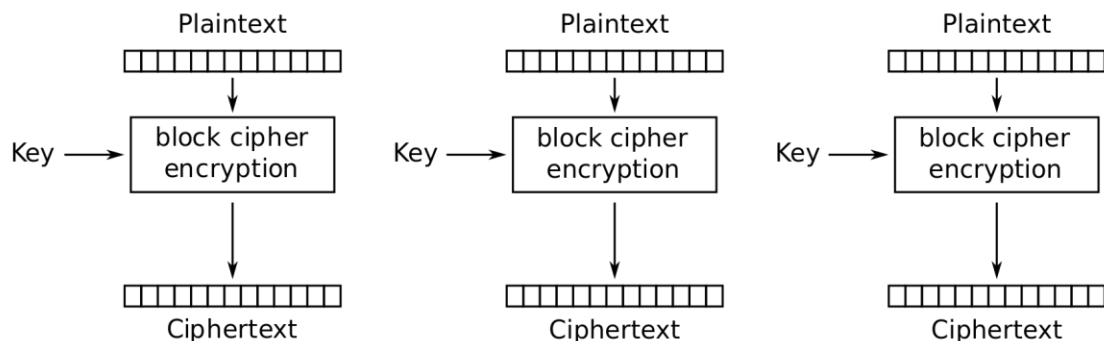 Plaintext Plaintext Plaintext
Key block cipher encryption Key block cipher encryption Key block cipher encryption
Ciphertext Ciphertext Ciphertext